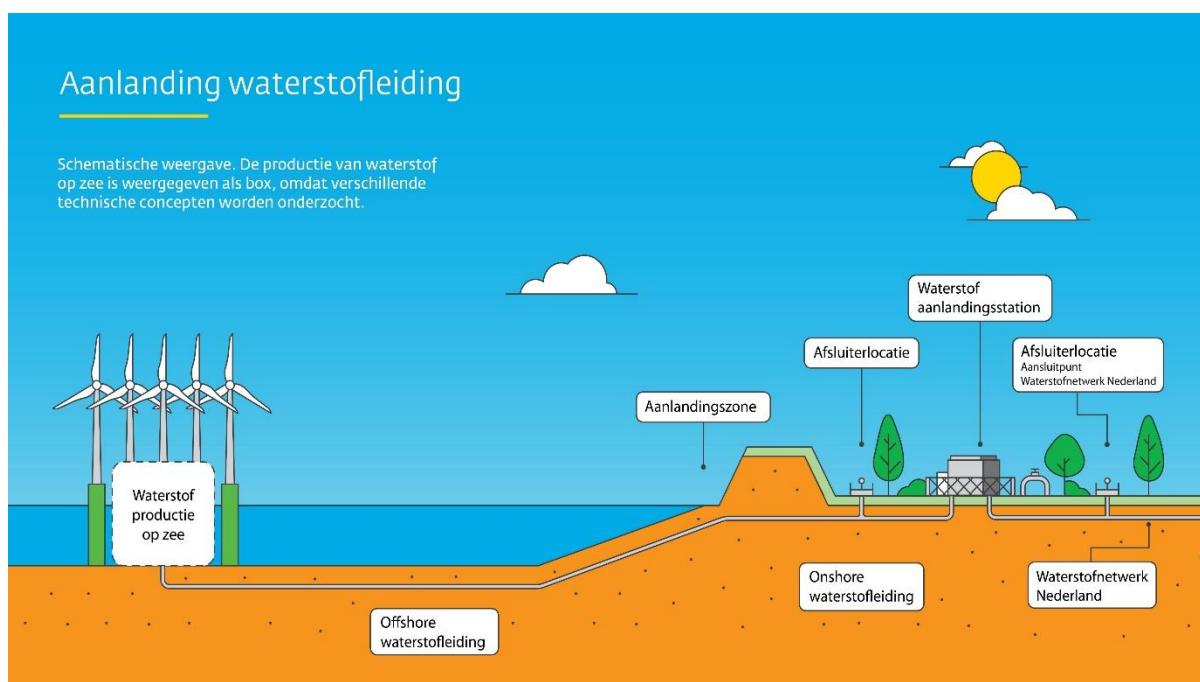 Aanlanding waterstofleiding
Schematische weergave. De productie van waterstof
op zee is weergegeven als box, omdat verschillende
technische concepten worden onderzocht.
Waterstof
aanlandingsstation
Afsluiterlocatie
Afsluiterlocatie
Aansluitpunt
Waterstofnetwerk Nederland
Aanlandingszone
Waterstof
productie
op zee
Onshore
waterstofleiding
Waterstofnetwerk
Nederland
Offshore
waterstofleiding